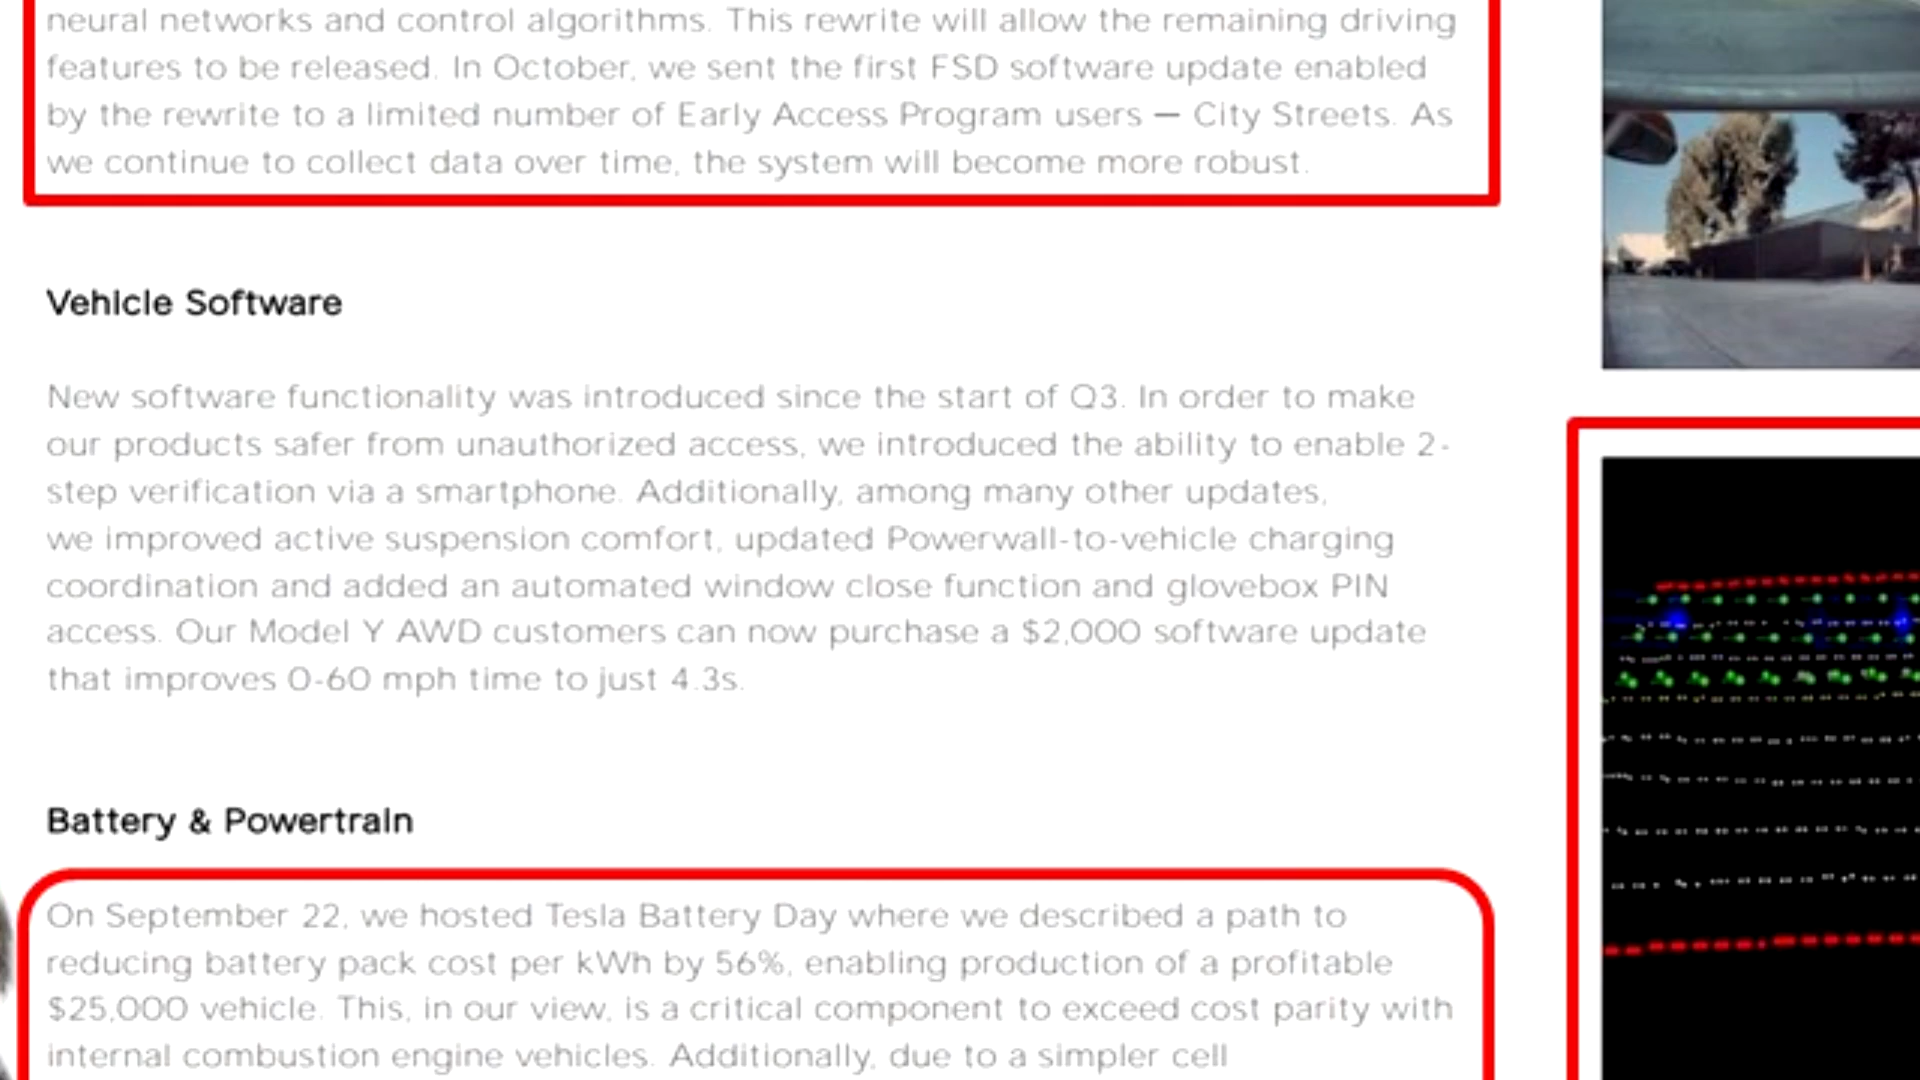 neural networks and control algorithms. This rewrite will allow the remaining driving
features to be released. In October, we sent the first FSD software update enabled
by the rewrite to a limited number of Early Access Program users — City Streets. As
we continue to collect data over time, the system will become more robust.
Vehicle Software
New software functionality was introduced since the start of Q3. In order to make
our products safer from unauthorized access, we introduced the ability to enable 2-
step verification via a smartphone. Additionally, among many other updates,
we improved active suspension comfort, updated Powerwall-to-vehicle charging
coordination and added an automated window close function and glovebox PIN
access. Our Model Y AWD customers can now purchase a $2,000 software update
that improves 0-60 mph time to just 4.3s.
Battery & Powertrain
On September 22, we hosted Tesla Battery Day where we described a path to
reducing battery pack cost per kWh by 56%, enabling production of a profitable
$25,000 vehicle. This, in our view, is a critical component to exceed cost parity with
internal combustion engine vehicles. Additionally, due to a simpler cell